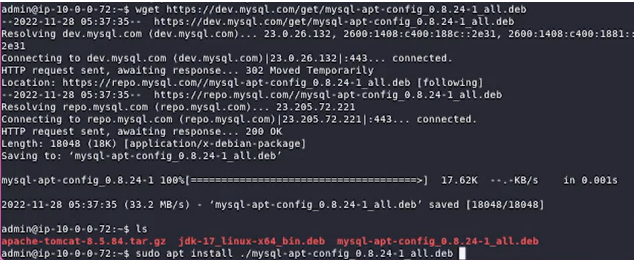 admin@ip-10-0-0-72:~$ wget https://dev.mysql.com/get/mysql-apt-config_0.8.24-1_all.deb
--2022-11-28 05:37:35--  https://dev.mysql.com/get/mysql-apt-config_0.8.24-1_all.deb
Resolving dev.mysql.com (dev.mysql.com)... 23.0.26.132, 2600:1408:c400:188c::2e31, 2600:1408:c400:1881::
2e31
Connecting to dev.mysql.com (dev.mysql.com)|23.0.26.132|:443... connected.
HTTP request sent, awaiting response... 302 Moved Temporarily
Location: https://repo.mysql.com//mysql-apt-config_0.8.24-1_all.deb [following]
--2022-11-28 05:37:35--  https://repo.mysql.com//mysql-apt-config_0.8.24-1_all.deb
Resolving repo.mysql.com (repo.mysql.com)... 23.205.72.221
Connecting to repo.mysql.com (repo.mysql.com)|23.205.72.221|:443... connected.
HTTP request sent, awaiting response... 200 OK
Length: 18048 (18K) [application/x-debian-package]
Saving to: ‘mysql-apt-config_0.8.24-1_all.deb’
mysql-apt-config_0.8.24-1 100%[=====================================>]  17.62K  --.-KB/s    in 0.001s
2022-11-28 05:37:35 (33.2 MB/s) - ‘mysql-apt-config_0.8.24-1_all.deb’ saved [18048/18048]
admin@ip-10-0-0-72:~$ ls
apache-tomcat-8.5.84.tar.gz  jdk-17_linux-x64_bin.deb  mysql-apt-config_0.8.24-1_all.deb
admin@ip-10-0-0-72:~$ sudo apt install ./mysql-apt-config_0.8.24-1_all.deb